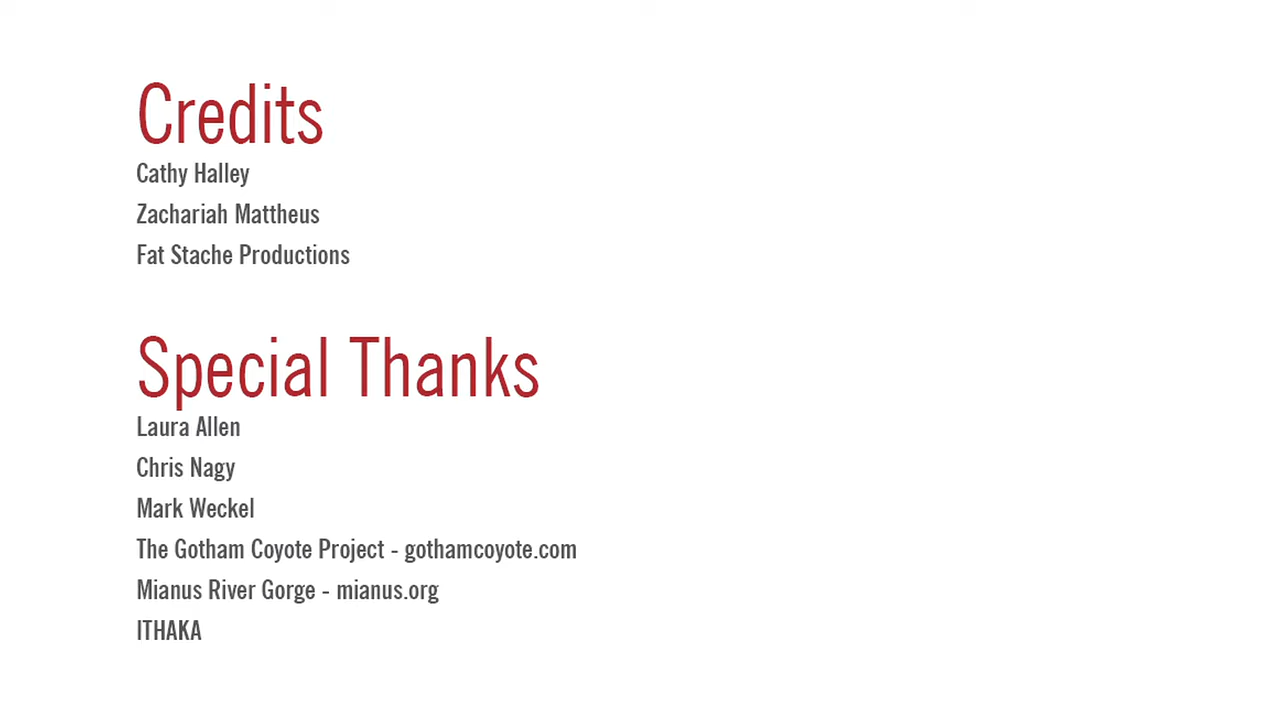 Credits
Cathy Halley
Zachariah Mattheus
Fat Stache Productions
Special Thanks
Laura Allen
Chris Nagy
Mark Weckel
The Gotham Coyote Project - gothamcoyote.com
Mianus River Gorge - mianus.org
ITHAKA